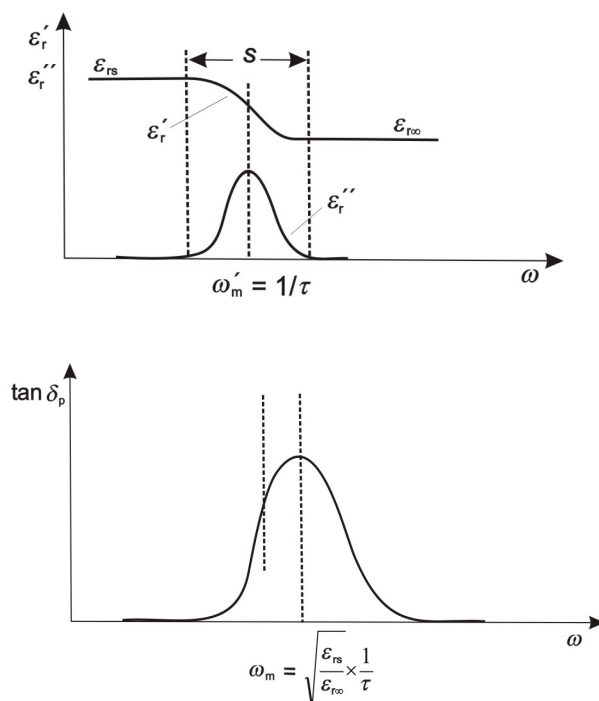 ε′r
ε′′r
εrs
s
εr∞
ε′r
ε′′r
ω
ω′m = 1/τ
tan δp
ω
ωm = √(εrs/εr∞) × 1/τ